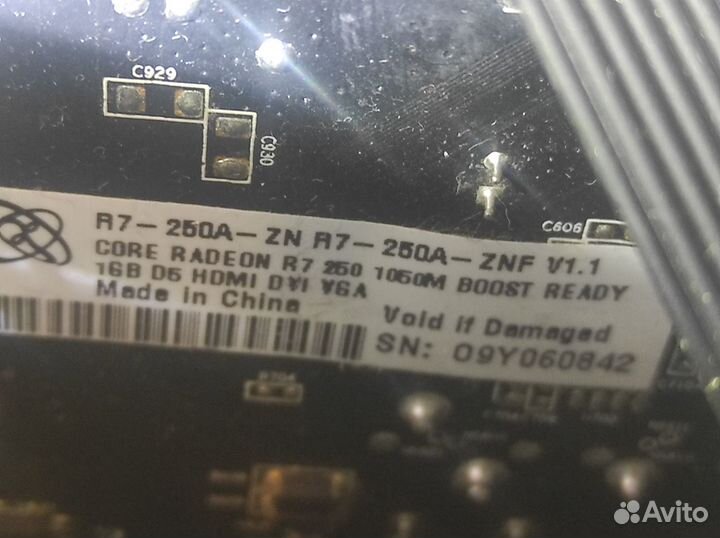 C929
C930
C606
R7-250A-ZN R7-250A-ZNF V1.1
CORE RADEON R7 250 1050M BOOST READY
1GB D5 HDMI DVI VGA
Made in China
Void if Damaged
SN: 09Y060842
Avito